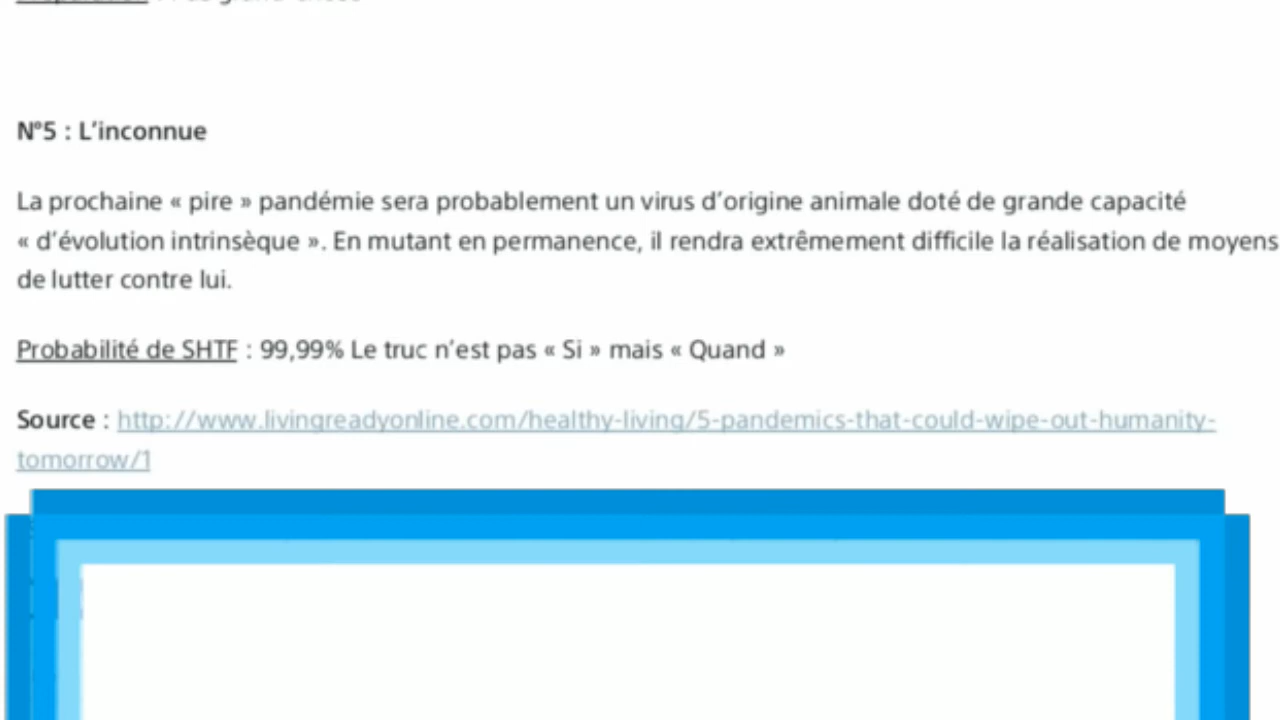 N°5 : L’inconnue
La prochaine « pire » pandémie sera probablement un virus d’origine animale doté de grande capacité
« d’évolution intrinsèque ». En mutant en permanence, il rendra extrêmement difficile la réalisation de moyens
de lutter contre lui.
Probabilité de SHTF : 99,99% Le truc n’est pas « Si » mais « Quand »
Source : http://www.livingreadyonline.com/healthy-living/5-pandemics-that-could-wipe-out-humanity-
tomorrow/1